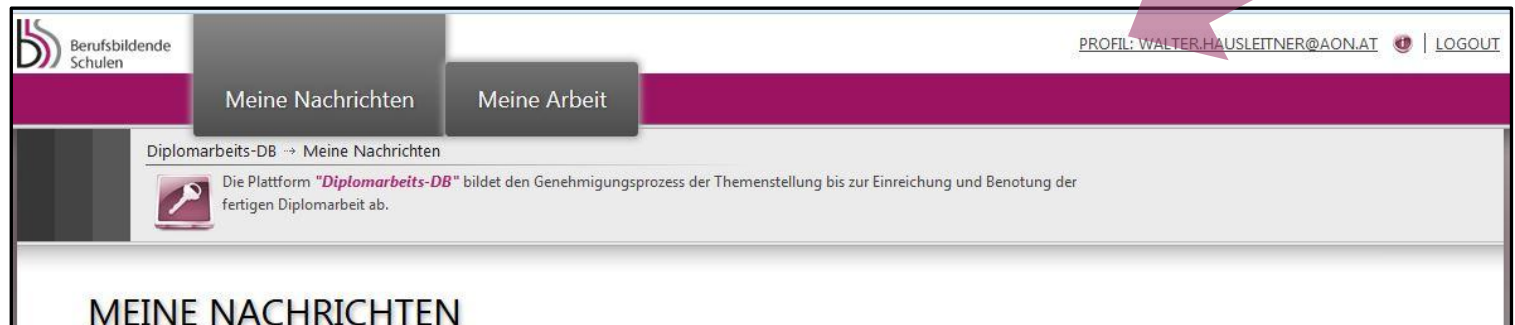 Berufsbildende
Schulen
PROFIL: WALTER.HAUSLEITNER@AON.AT | LOGOUT
Meine Nachrichten
Meine Arbeit
Diplomarbeits-DB ⇢ Meine Nachrichten
Die Plattform "Diplomarbeits-DB" bildet den Genehmigungsprozess der Themenstellung bis zur Einreichung und Benotung der
fertigen Diplomarbeit ab.
MEINE NACHRICHTEN